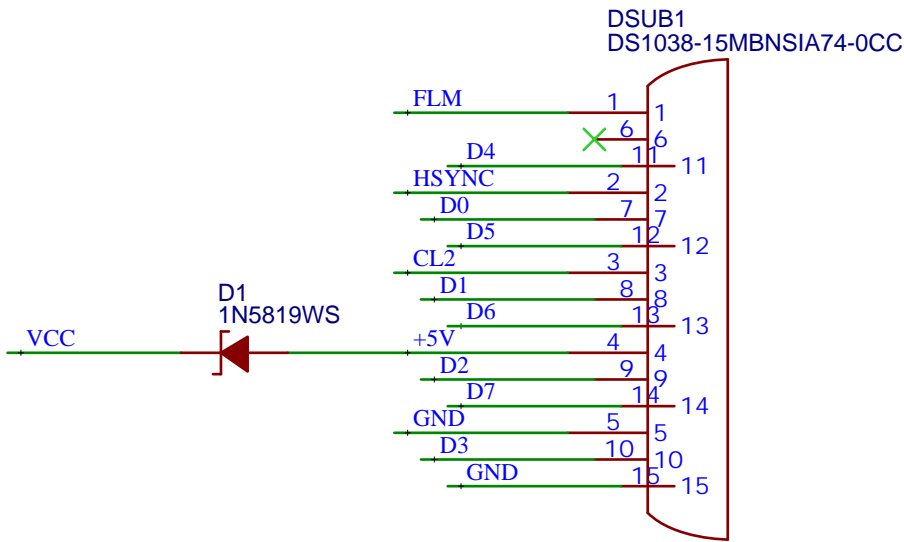 DSUB1
DS1038-15MBNSIA74-0CC
FLM 1 1
6 6
D4 11 11
HSYNC 2 2
D0 7 7
D5 12 12
CL2 3 3
D1 8 8
D6 13 13
D1
1N5819WS
VCC +5V 4 4
D2 9 9
D7 14 14
GND 5 5
D3 10 10
GND 15 15